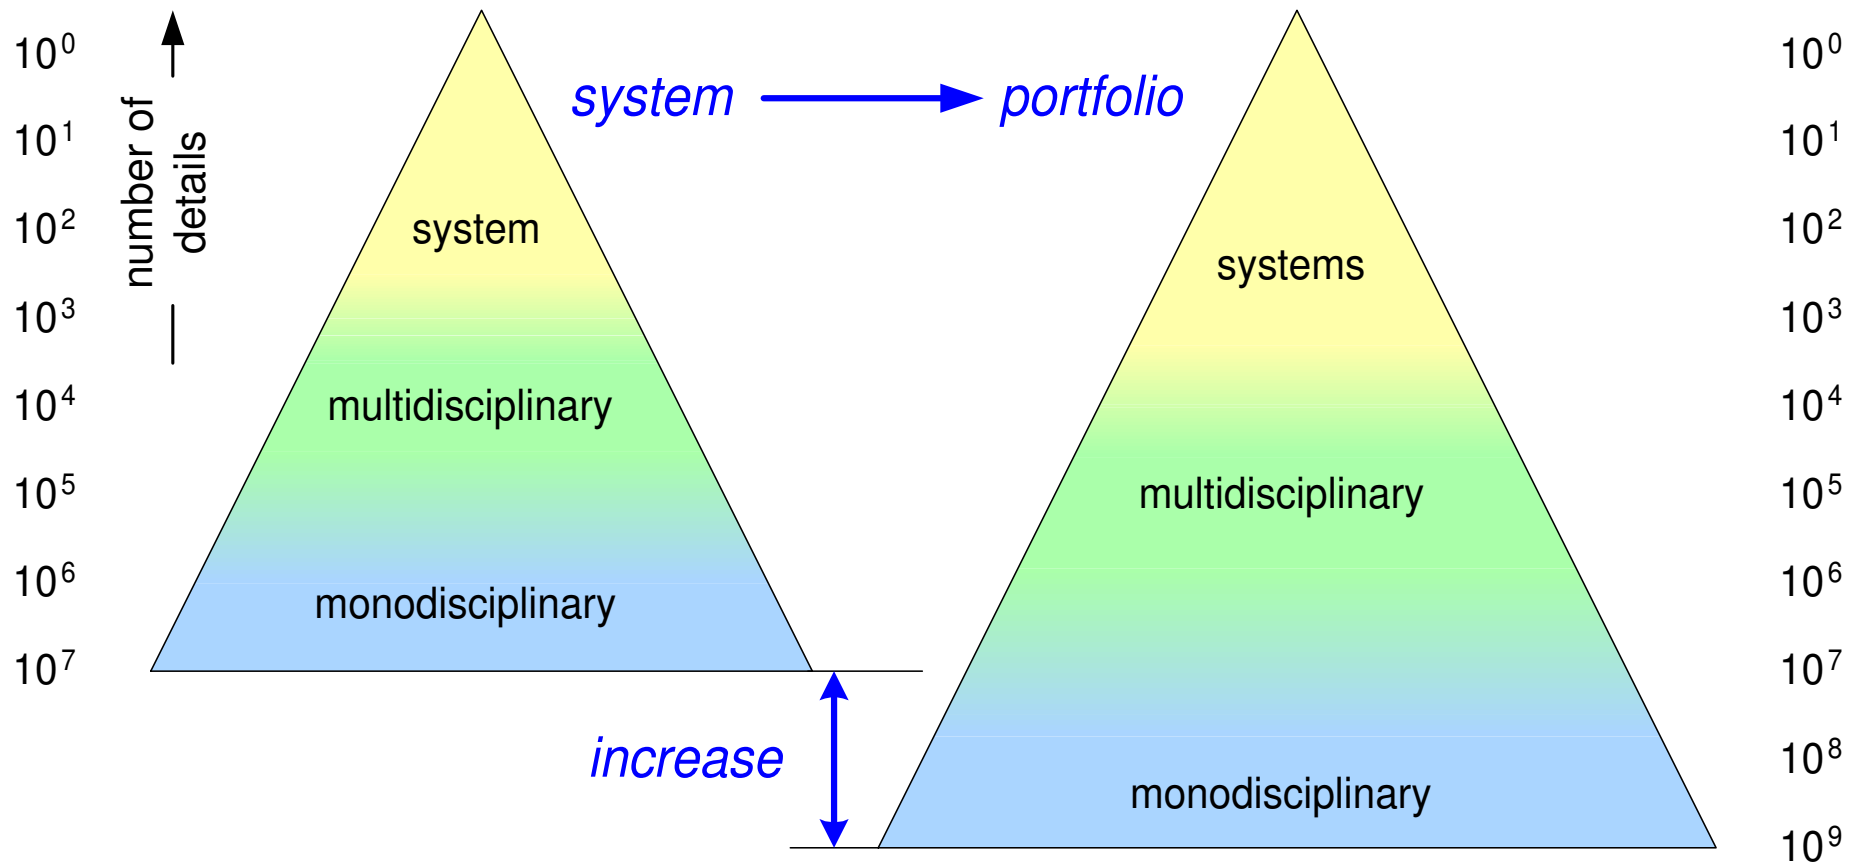 10⁰
10¹
10²
10³
10⁴
10⁵
10⁶
10⁷
number of
details
system
multidisciplinary
monodisciplinary
system
portfolio
increase
systems
multidisciplinary
monodisciplinary
10⁰
10¹
10²
10³
10⁴
10⁵
10⁶
10⁷
10⁸
10⁹